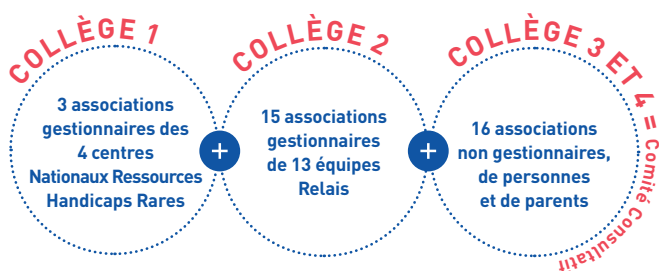 COLLÈGE 1
3 associations
gestionnaires des
4 centres
Nationaux Ressources
Handicaps Rares
+
COLLÈGE 2
15 associations
gestionnaires
de 13 équipes
Relais
+
COLLÈGE 3 ET 4 = Comité Consultatif
16 associations
non gestionnaires,
de personnes
et de parents